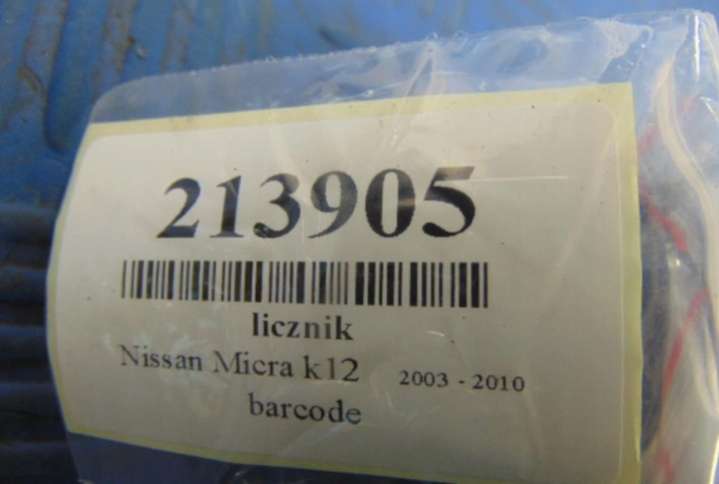 213905
licznik
Nissan Micra k12 2003 - 2010
barcode